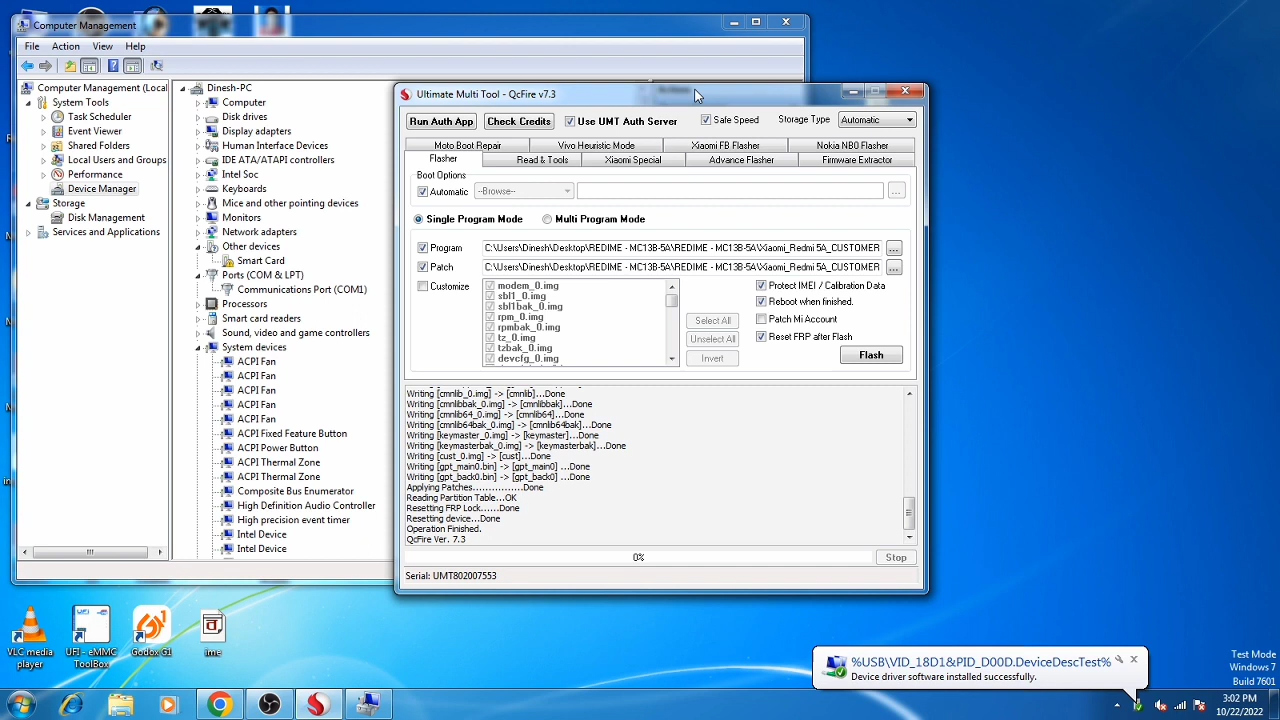 Computer Management
File Action View Help
Computer Management (Local
System Tools
Task Scheduler
Event Viewer
Shared Folders
Local Users and Groups
Performance
Device Manager
Storage
Disk Management
Services and Applications
Dinesh-PC
Computer
Disk drives
Display adapters
Human Interface Devices
IDE ATA/ATAPI controllers
Intel Soc
Keyboards
Mice and other pointing devices
Monitors
Network adapters
Other devices
Smart Card
Ports (COM & LPT)
Communications Port (COM1)
Processors
Smart card readers
Sound, video and game controllers
System devices
ACPI Fan
ACPI Fan
ACPI Fan
ACPI Fan
ACPI Fan
ACPI Fixed Feature Button
ACPI Power Button
ACPI Thermal Zone
ACPI Thermal Zone
Composite Bus Enumerator
High Definition Audio Controller
High precision event timer
Intel Device
Intel Device
Ultimate Multi Tool - QcFire v7.3
Run Auth App Check Credits Use UMT Auth Server Safe Speed Storage Type Automatic
Moto Boot Repair Vivo Heuristic Mode Xiaomi FB Flasher Nokia NB0 Flasher
Flasher Read & Tools Xiaomi Special Advance Flasher Firmware Extractor
Boot Options
Automatic --Browse-- ...
Single Program Mode Multi Program Mode
Program C:\Users\Dinesh\Desktop\REDIME - MC13B-5A\REDIME - MC13B-5A\Xiaomi_Redmi 5A_CUSTOMER ...
Patch C:\Users\Dinesh\Desktop\REDIME - MC13B-5A\REDIME - MC13B-5A\Xiaomi_Redmi 5A_CUSTOMER ...
Customize
modem_0.img
sbl1_0.img
sbl1bak_0.img
rpm_0.img
rpmbak_0.img
tz_0.img
tzbak_0.img
devcfg_0.img
Select All
Unselect All
Invert
Protect IMEI / Calibration Data
Reboot when finished.
Patch Mi Account
Reset FRP after Flash
Flash
Writing [cmnlib_0.img] -> [cmnlib]...Done
Writing [cmnlibbak_0.img] -> [cmnlibbak]...Done
Writing [cmnlib64_0.img] -> [cmnlib64]...Done
Writing [cmnlib64bak_0.img] -> [cmnlib64bak]...Done
Writing [keymaster_0.img] -> [keymaster]...Done
Writing [keymasterbak_0.img] -> [keymasterbak]...Done
Writing [cust_0.img] -> [cust]...Done
Writing [gpt_main0.bin] -> [gpt_main0] ...Done
Writing [gpt_back0.bin] -> [gpt_back0] ...Done
Applying Patches...............Done
Reading Partition Table...OK
Resetting FRP Lock......Done
Resetting device...Done
Operation Finished.
QcFire Ver. 7.3
0%
Stop
Serial: UMT802007553
VLC media player
UFI - eMMC ToolBox
Godox G1
ime
%USB\VID_18D1&PID_D00D.DeviceDescTest%
Device driver software installed successfully.
Test Mode
Windows 7
Build 7601
3:02 PM
10/22/2022